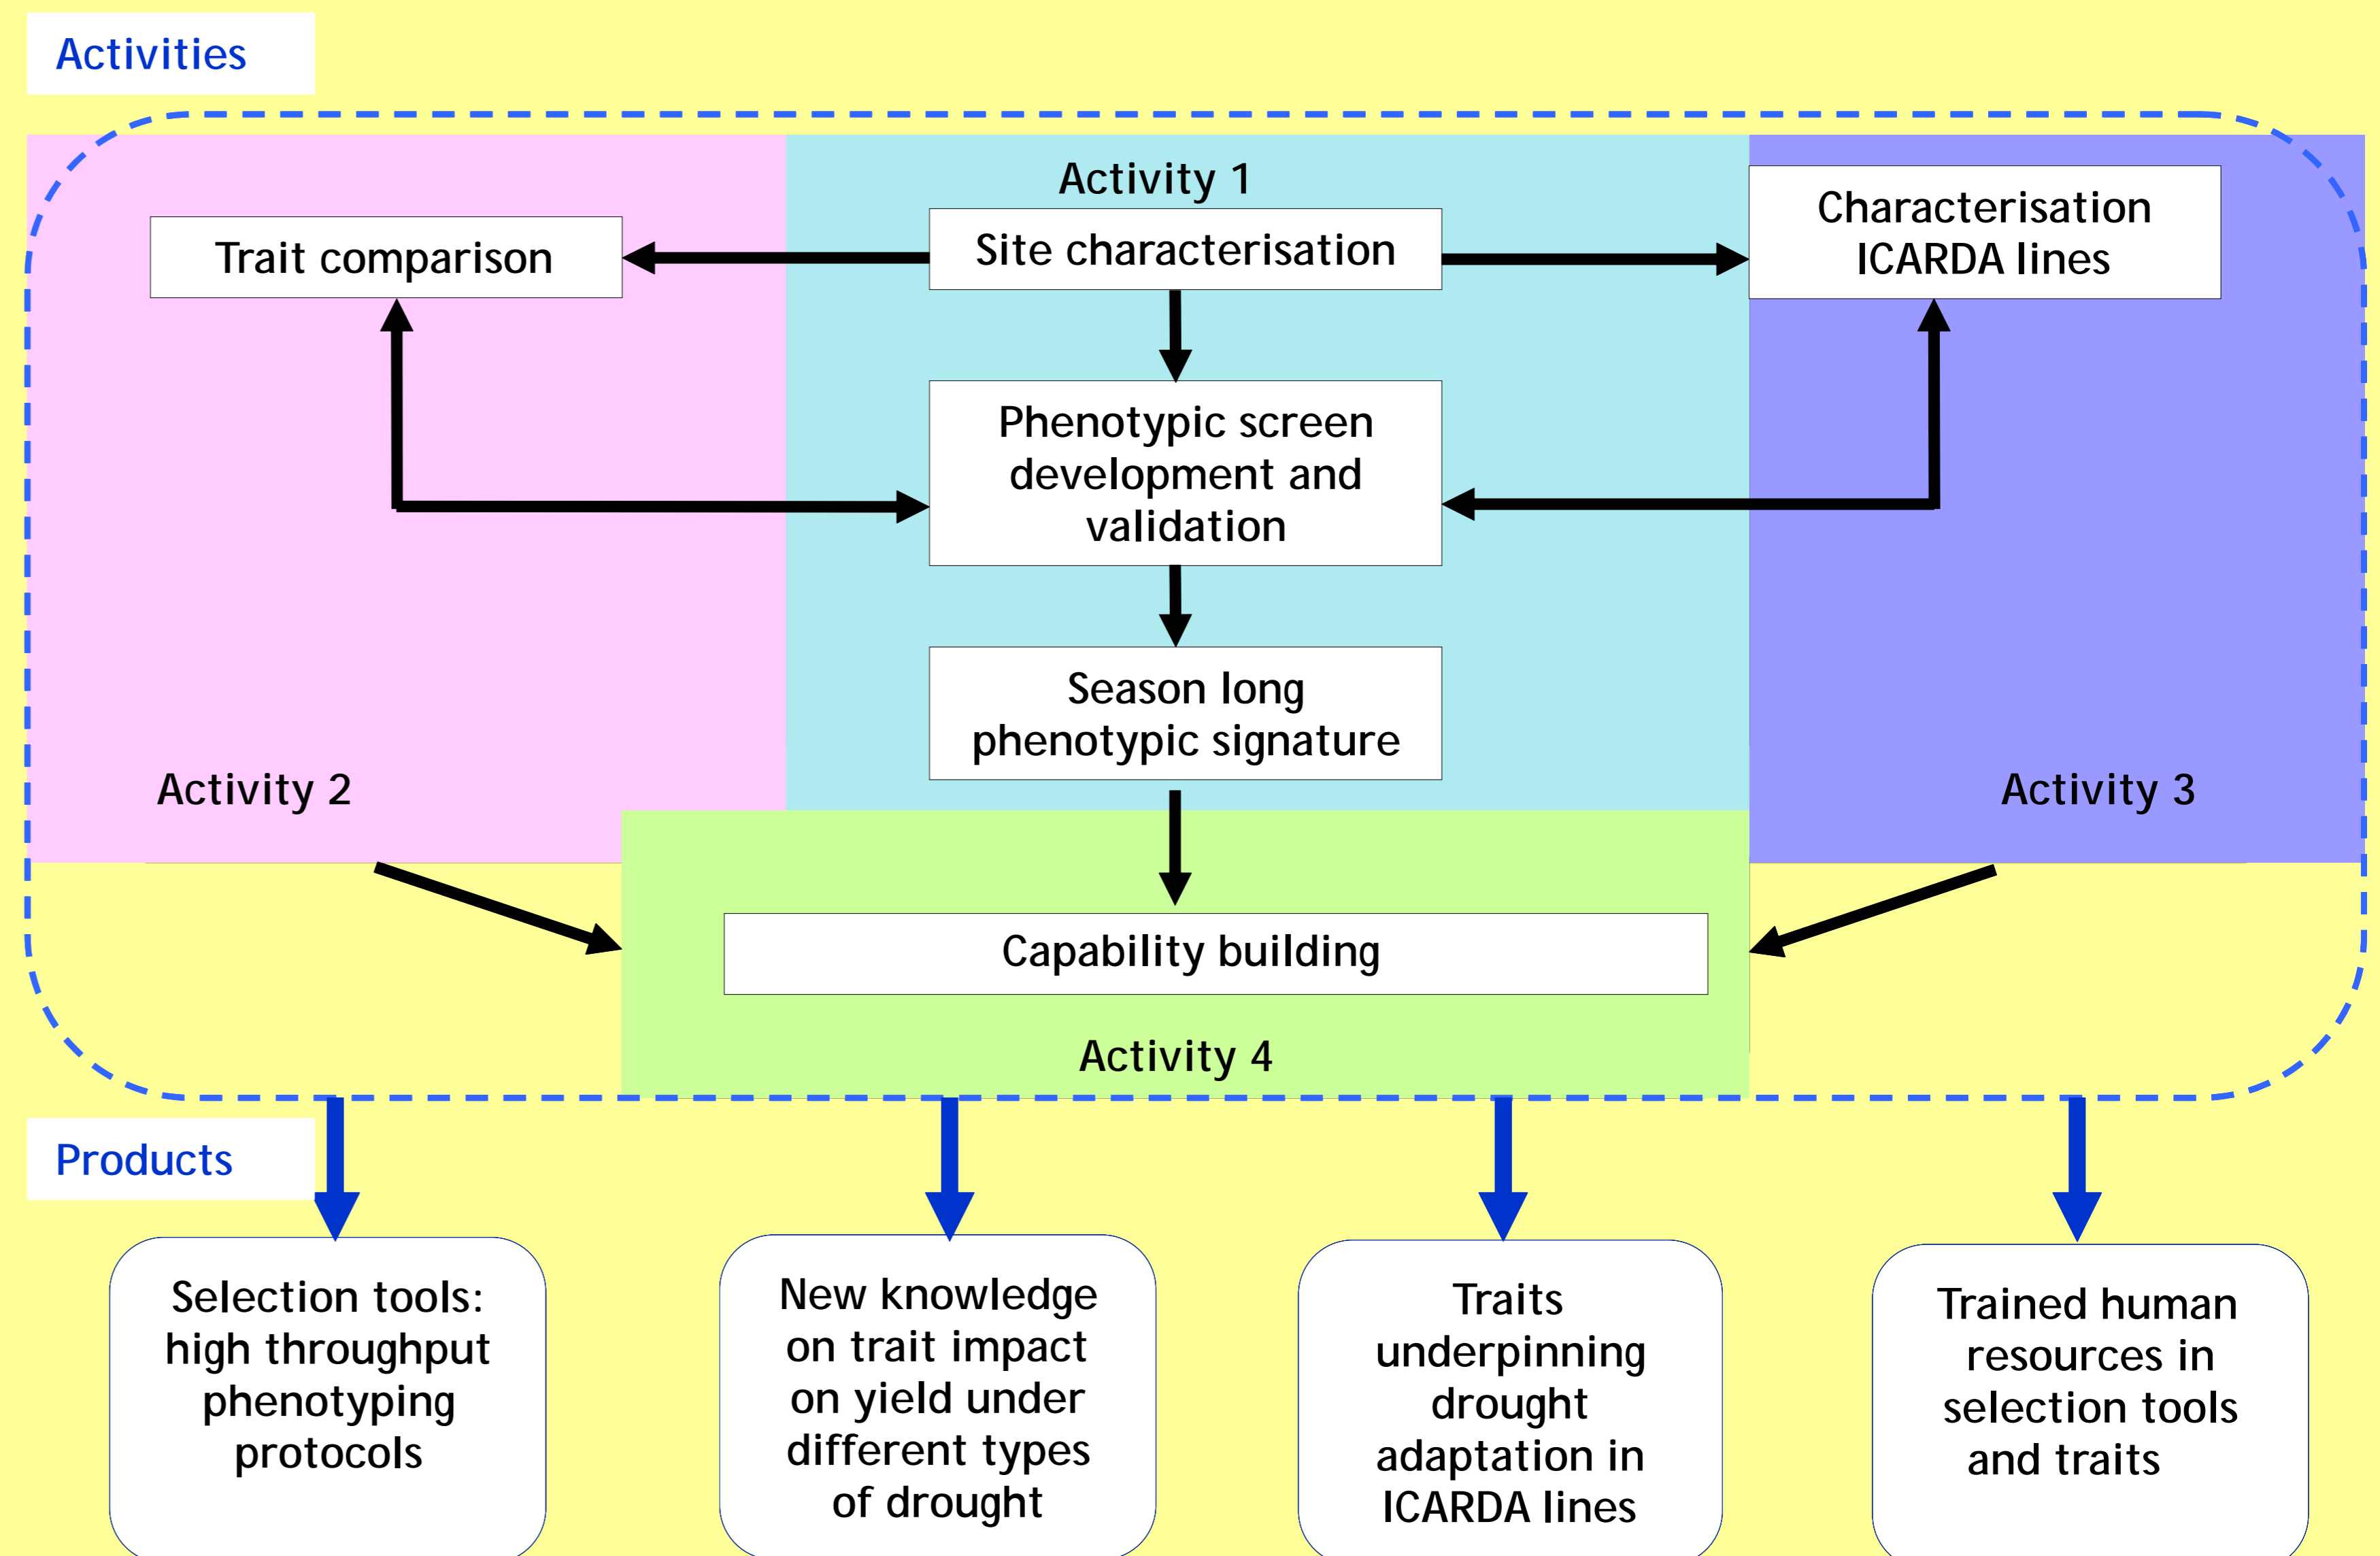 Activities
Activity 1
Trait comparison
Site characterisation
Characterisation
ICARDA lines
Phenotypic screen
development and
validation
Season long
phenotypic signature
Activity 2
Activity 3
Capability building
Activity 4
Products
Selection tools:
high throughput
phenotyping
protocols
New knowledge
on trait impact
on yield under
different types
of drought
Traits
underpinning
drought
adaptation in
ICARDA lines
Trained human
resources in
selection tools
and traits